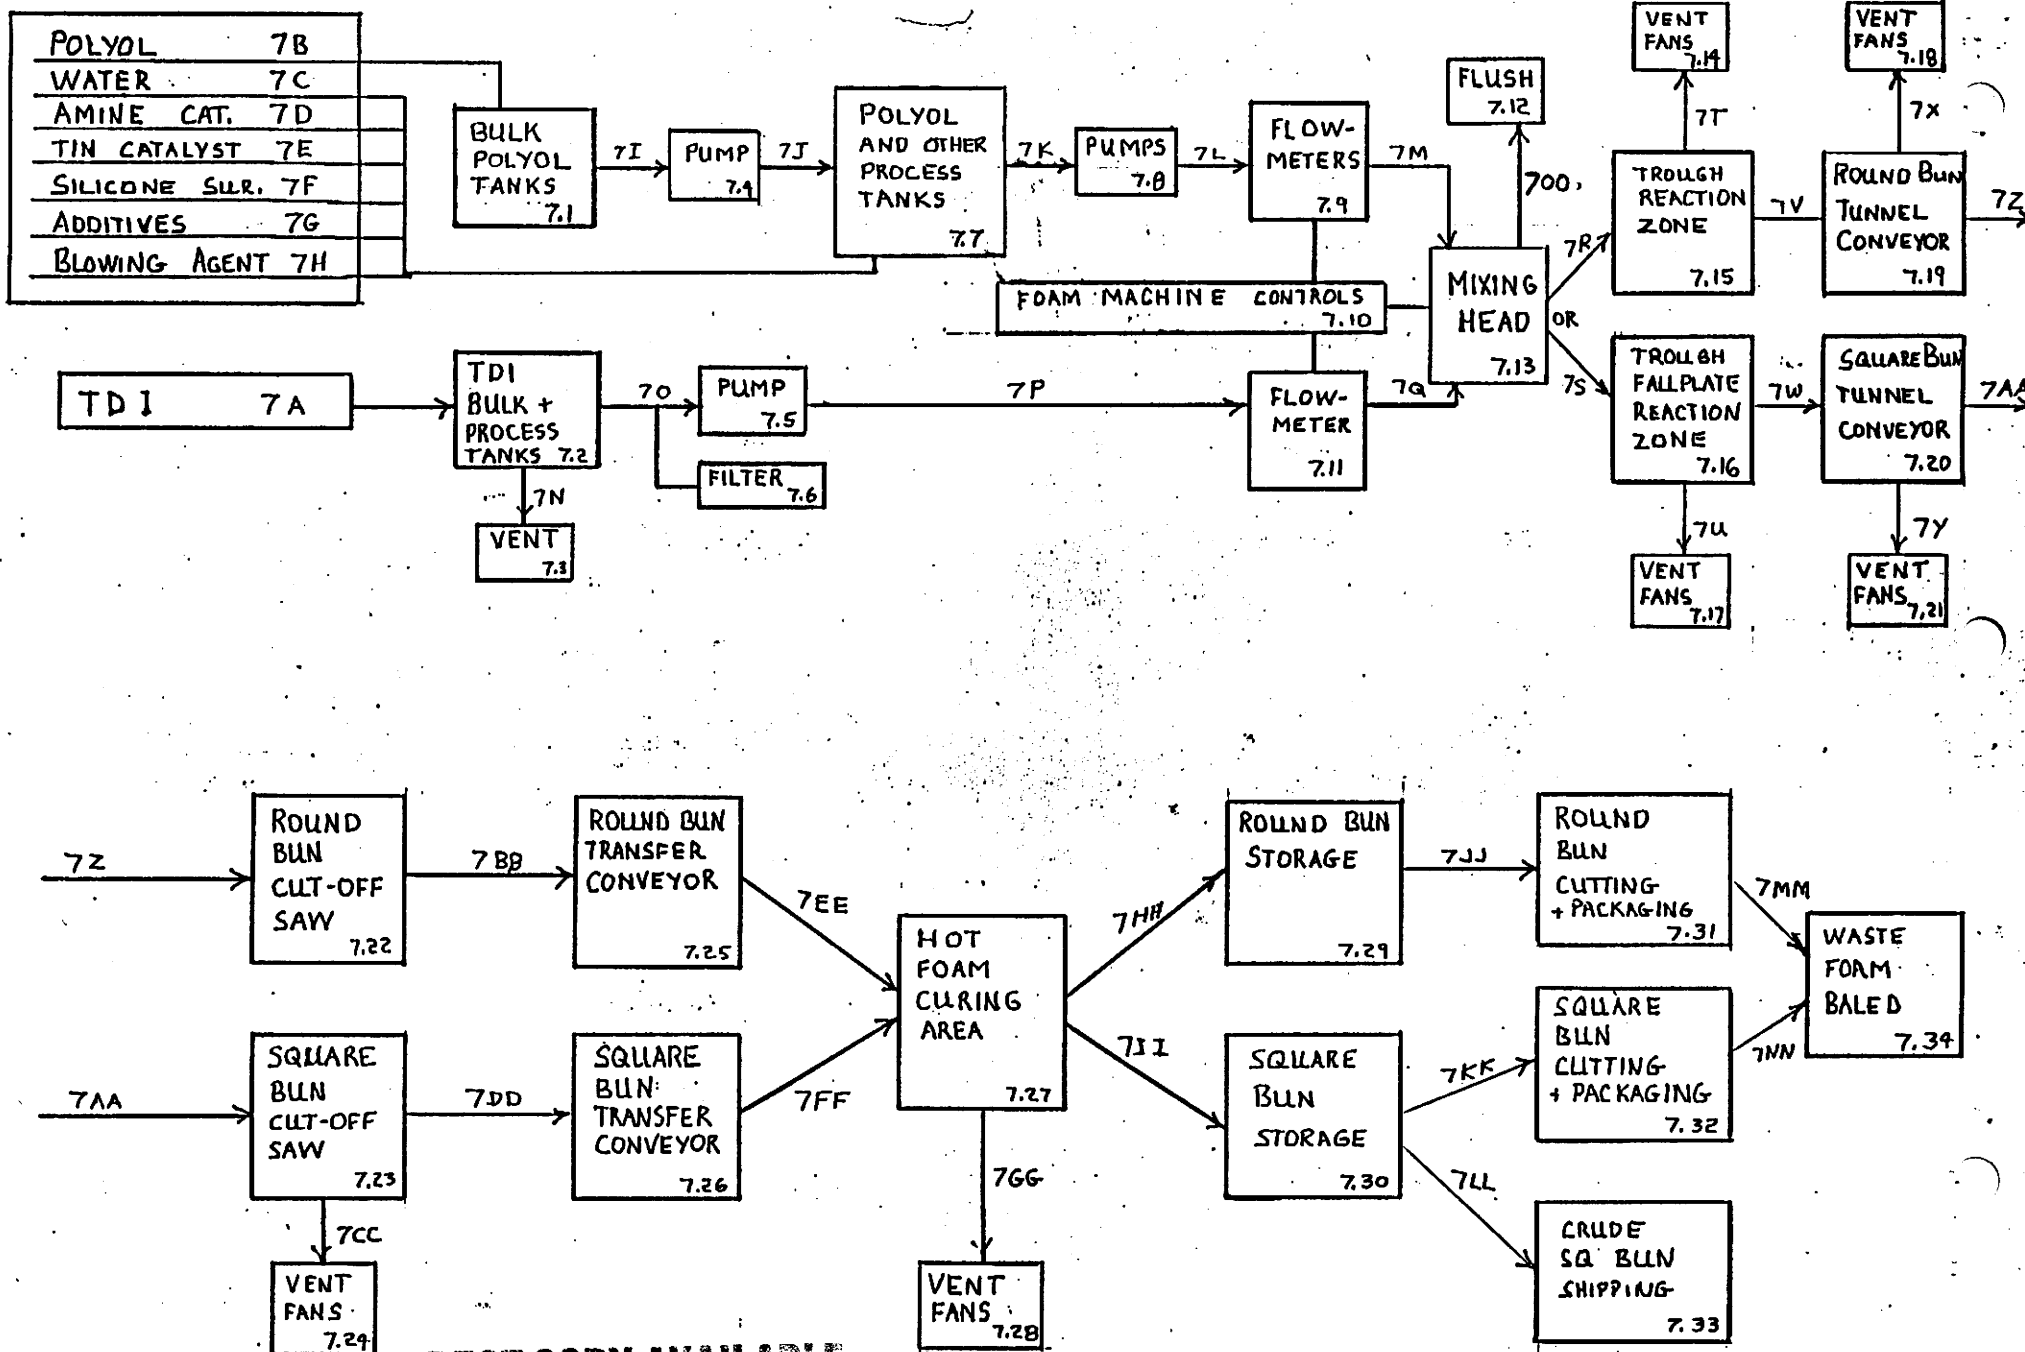 POLYOL 7B
WATER 7C
AMINE CAT. 7D
TIN CATALYST 7E
SILICONE SUR. 7F
ADDITIVES 7G
BLOWING AGENT 7H
BULK
POLYOL
TANKS
7.1
7I
PUMP
7.4
7J
POLYOL
AND OTHER
PROCESS
TANKS
7.7
7K
PUMPS
7.8
7L
FLOW-
METERS
7.9
7M
FLUSH
7.12
7OO
VENT
FANS
7.14
7T
VENT
FANS
7.18
7X
TROUGH
REACTION
ZONE
7.15
7V
ROUND BUN
TUNNEL
CONVEYOR
7.19
7Z
FOAM MACHINE CONTROLS
7.10
MIXING
HEAD
7.13
7R
OR
7S
TDI 7A
TDI
BULK +
PROCESS
TANKS 7.2
7O
PUMP
7.5
7P
FLOW-
METER
7.11
7Q
TROUGH
FALLPLATE
REACTION
ZONE
7.16
7W
SQUARE BUN
TUNNEL
CONVEYOR
7.20
7AA
FILTER
7.6
7N
VENT
7.3
7U
VENT
FANS
7.17
7Y
VENT
FANS
7.21
7Z
ROUND
BUN
CUT-OFF
SAW
7.22
7BB
ROUND BUN
TRANSFER
CONVEYOR
7.25
7EE
HOT
FOAM
CURING
AREA
7.27
7HH
ROUND BUN
STORAGE
7.29
7JJ
ROUND
BUN
CUTTING
+ PACKAGING
7.31
7MM
WASTE
FOAM
BALED
7.34
7AA
SQUARE
BUN
CUT-OFF
SAW
7.23
7DD
SQUARE
BUN
TRANSFER
CONVEYOR
7.26
7FF
7II
SQUARE
BUN
STORAGE
7.30
7KK
SQUARE
BUN
CUTTING
+ PACKAGING
7.32
7NN
7CC
VENT
FANS
7.24
7GG
VENT
FANS
7.28
7LL
CRUDE
SQ BUN
SHIPPING
7.33